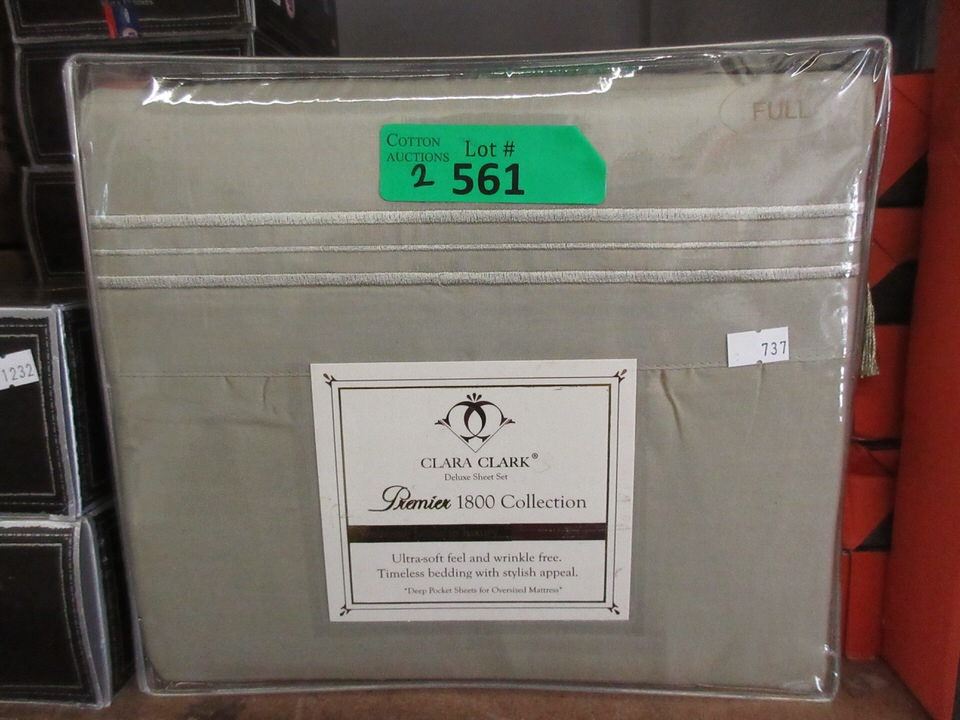 FULL
COTTON
AUCTIONS
Lot #
2 561
737
1232
CLARA CLARK®
Deluxe Sheet Set
Premier 1800 Collection
Ultra-soft feel and wrinkle free.
Timeless bedding with stylish appeal.
*Deep Pocket Sheets for Oversized Mattress*